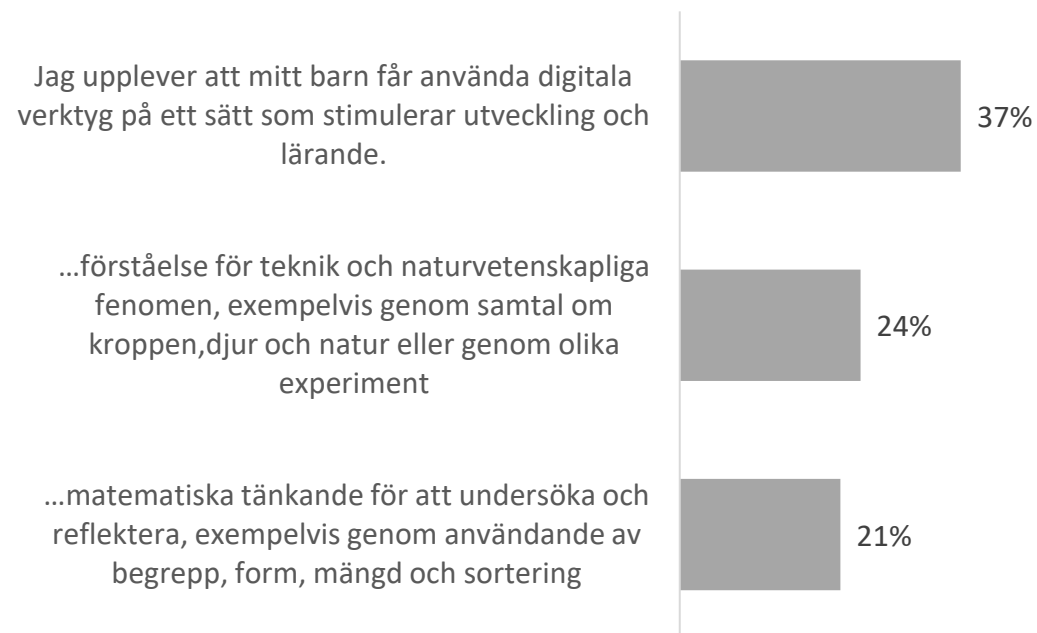 Jag upplever att mitt barn får använda digitala
verktyg på ett sätt som stimulerar utveckling och
lärande.
37%
...förståelse för teknik och naturvetenskapliga
fenomen, exempelvis genom samtal om
kroppen,djur och natur eller genom olika
experiment
24%
...matematiska tänkande för att undersöka och
reflektera, exempelvis genom användande av
begrepp, form, mängd och sortering
21%